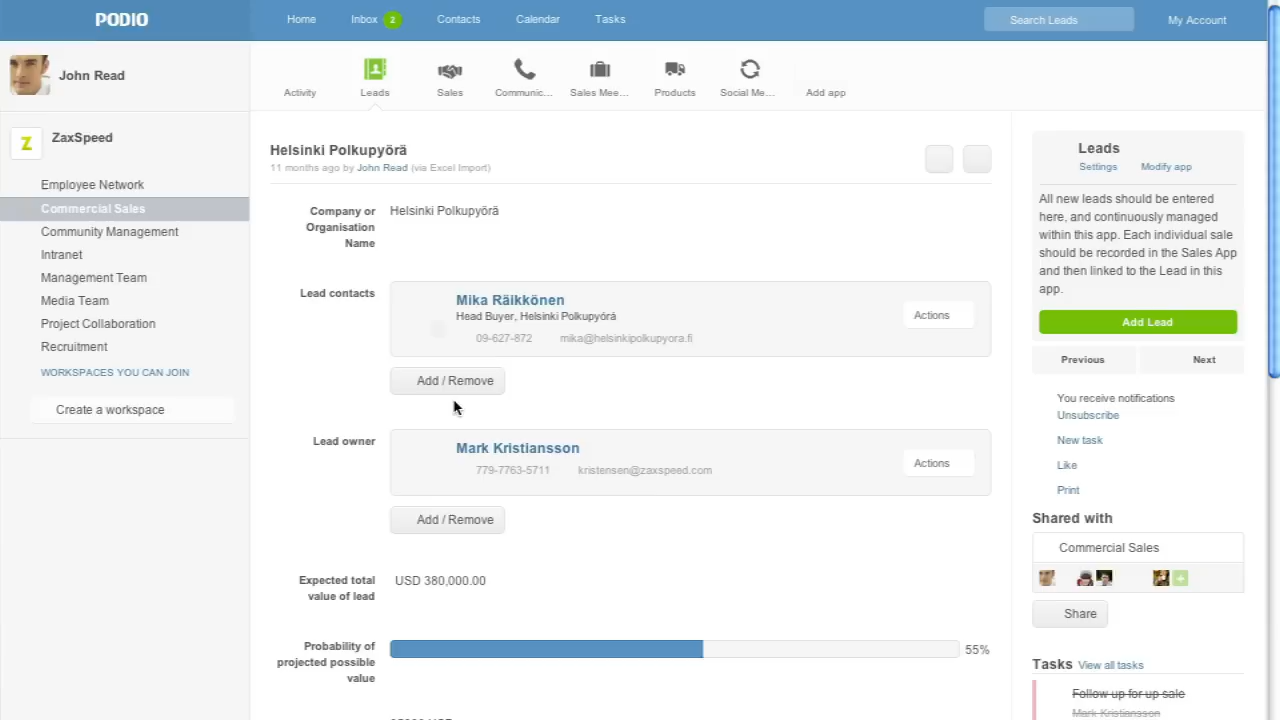 PODIO
Home
Inbox 2
Contacts
Calendar
Tasks
Search Leads
My Account
John Read
Activity
Leads
Sales
Communic...
Sales Mee...
Products
Social Me...
Add app
Z
ZaxSpeed
Employee Network
Commercial Sales
Community Management
Intranet
Management Team
Media Team
Project Collaboration
Recruitment
WORKSPACES YOU CAN JOIN
Create a workspace
Helsinki Polkupyörä
11 months ago by John Read (via Excel Import)
Company or
Organisation
Name
Helsinki Polkupyörä
Lead contacts
Mika Räikkönen
Head Buyer, Helsinki Polkupyörä
09-627-872
mika@helsinkipolkupyora.fi
Actions
Add / Remove
Lead owner
Mark Kristiansson
779-7763-5711
kristensen@zaxspeed.com
Actions
Add / Remove
Expected total
value of lead
USD 380,000.00
Probability of
projected possible
value
55%
Leads
Settings
Modify app
All new leads should be entered
here, and continuously managed
within this app. Each individual sale
should be recorded in the Sales App
and then linked to the Lead in this
app.
Add Lead
Previous
Next
You receive notifications
Unsubscribe
New task
Like
Print
Shared with
Commercial Sales
Share
Tasks View all tasks
Follow up for up sale
Mark Kristiansson